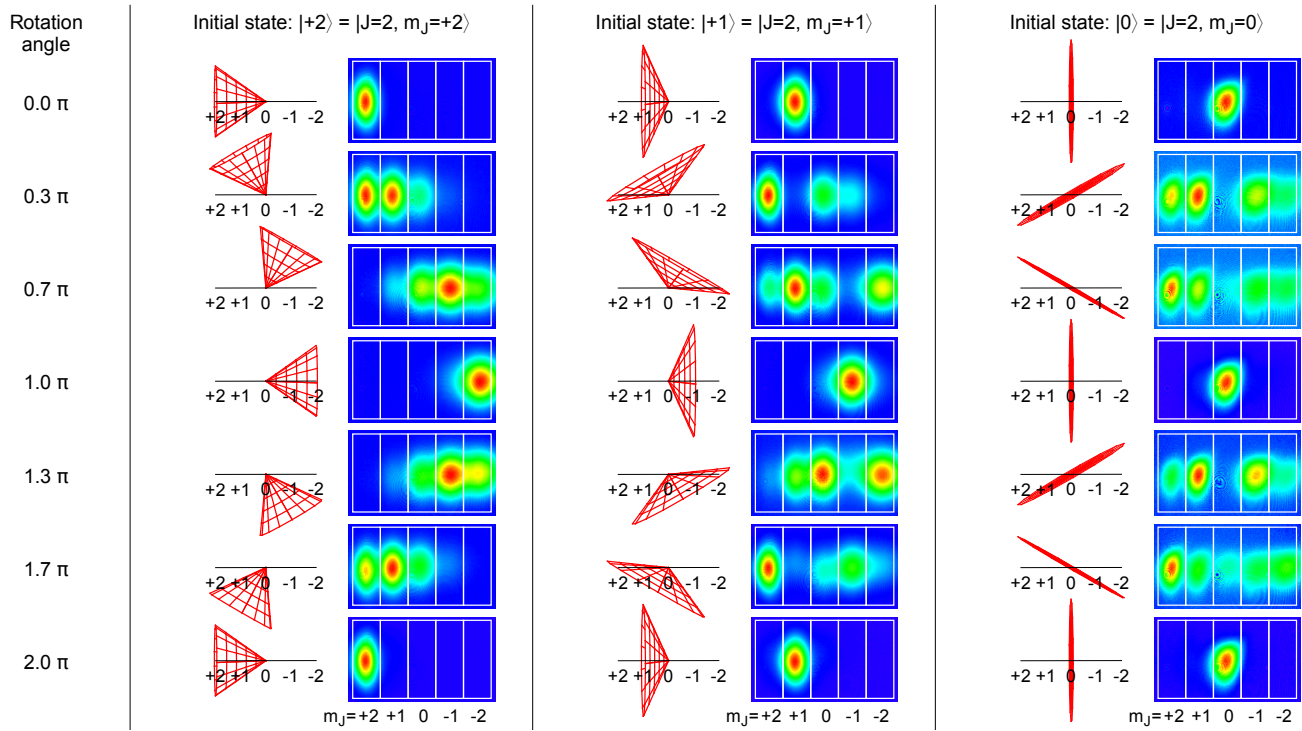 Rotation angle
Initial state: |+2⟩ = |J=2, m_J=+2⟩
Initial state: |+1⟩ = |J=2, m_J=+1⟩
Initial state: |0⟩ = |J=2, m_J=0⟩
0.0 π
+2 +1 0 -1 -2
+2 +1 0 -1 -2
+2 +1 0 -1 -2
0.3 π
+2 +1 0 -1 -2
+2 +1 0 -1 -2
+2 +1 0 -1 -2
0.7 π
+2 +1 0 -1 -2
+2 +1 0 -1 -2
+2 +1 0 -1 -2
1.0 π
+2 +1 0 -1 -2
+2 +1 0 -1 -2
+2 +1 0 -1 -2
1.3 π
+2 +1 0 -1 -2
+2 +1 0 -1 -2
+2 +1 0 -1 -2
1.7 π
+2 +1 0 -1 -2
+2 +1 0 -1 -2
+2 +1 0 -1 -2
2.0 π
+2 +1 0 -1 -2
+2 +1 0 -1 -2
+2 +1 0 -1 -2
m_J= +2 +1 0 -1 -2
m_J= +2 +1 0 -1 -2
m_J= +2 +1 0 -1 -2